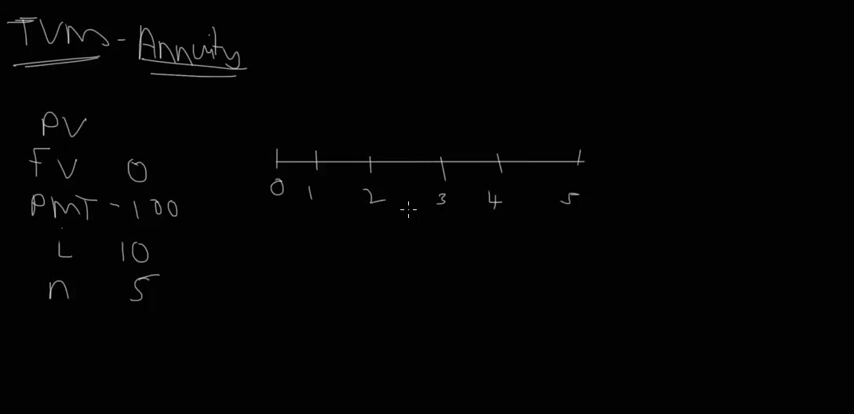 TVM - Annuity
PV
FV 0
PMT -100
i 10
n 5
0 1 2 3 4 5